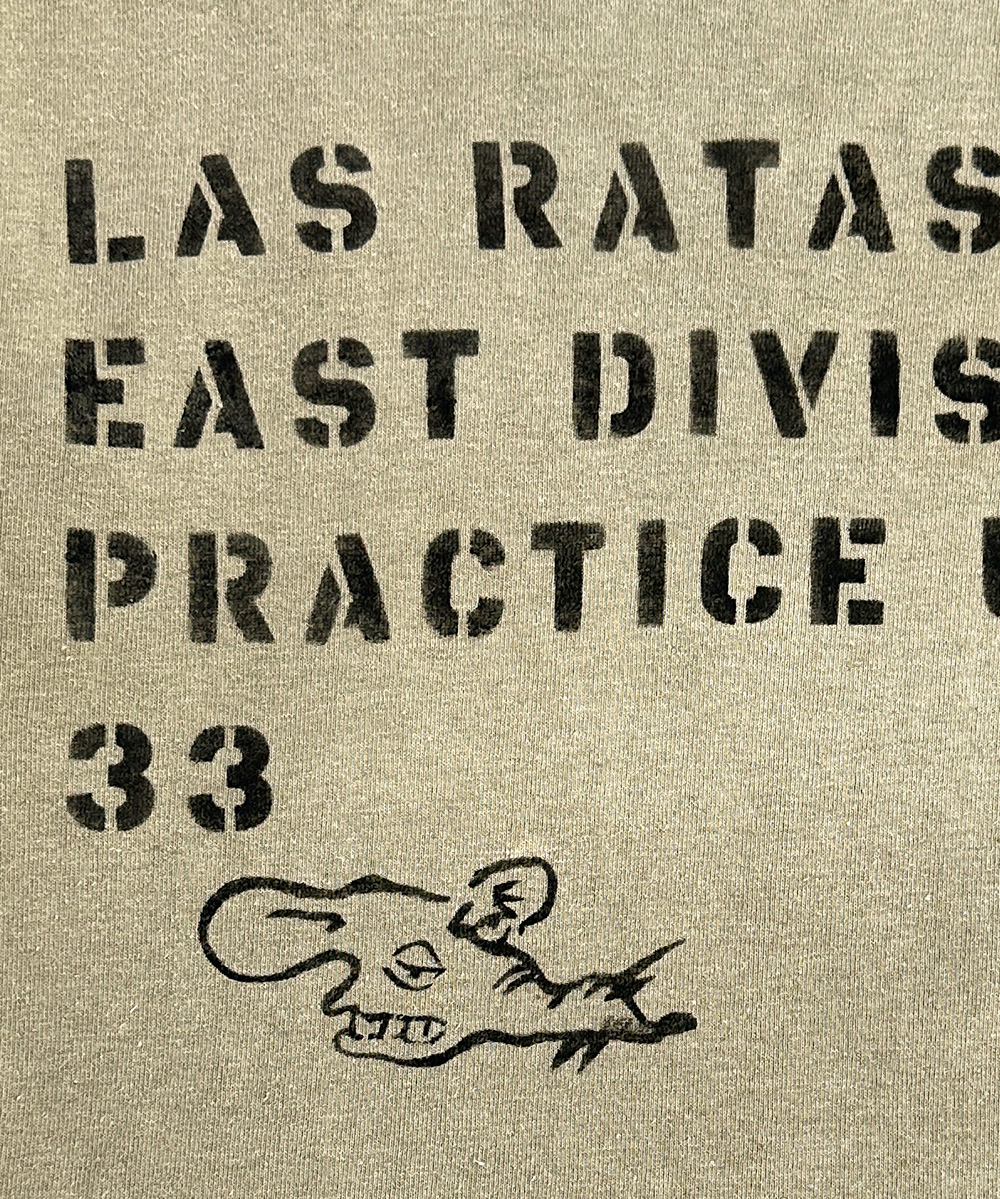 LAS RATAS
EAST DIVIS
PRACTICE
33